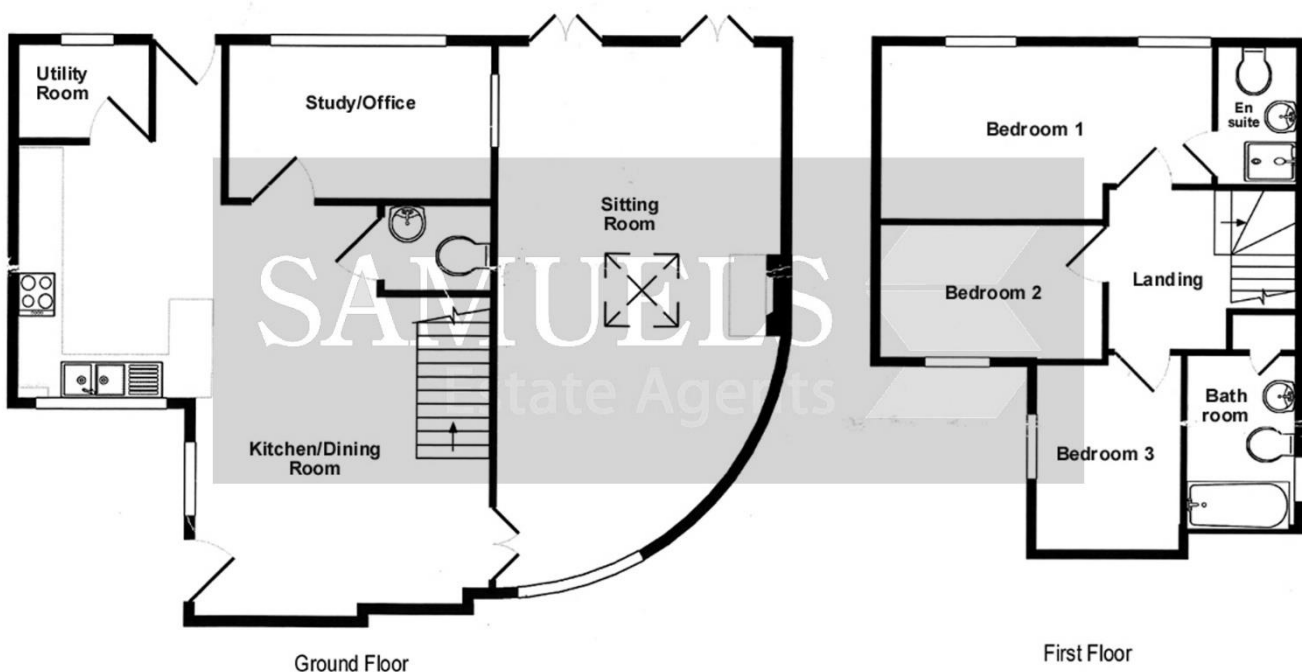 Utility
Room
Study/Office
Sitting
Room
Kitchen/Dining
Room
SAMUELS
Estate Agents
Ground Floor
Bedroom 1
En
suite
Bedroom 2
Landing
Bedroom 3
Bath
room
First Floor